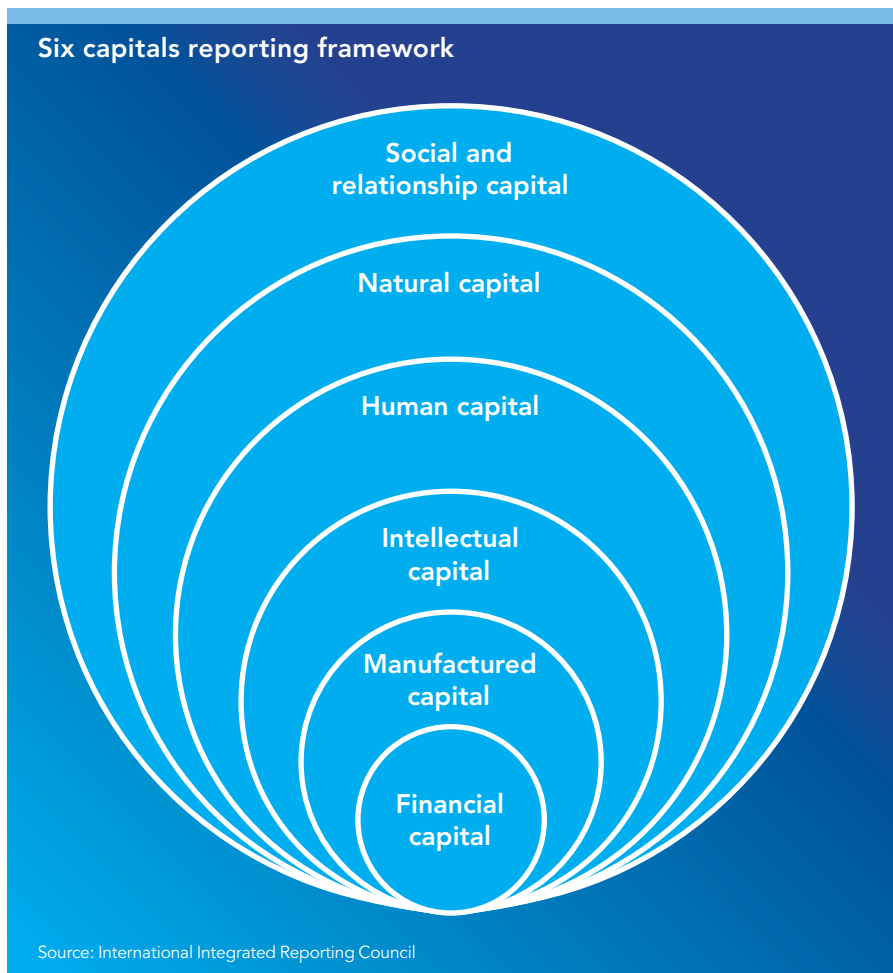 Six capitals reporting framework
Social and
relationship capital
Natural capital
Human capital
Intellectual
capital
Manufactured
capital
Financial
capital
Source: International Integrated Reporting Council